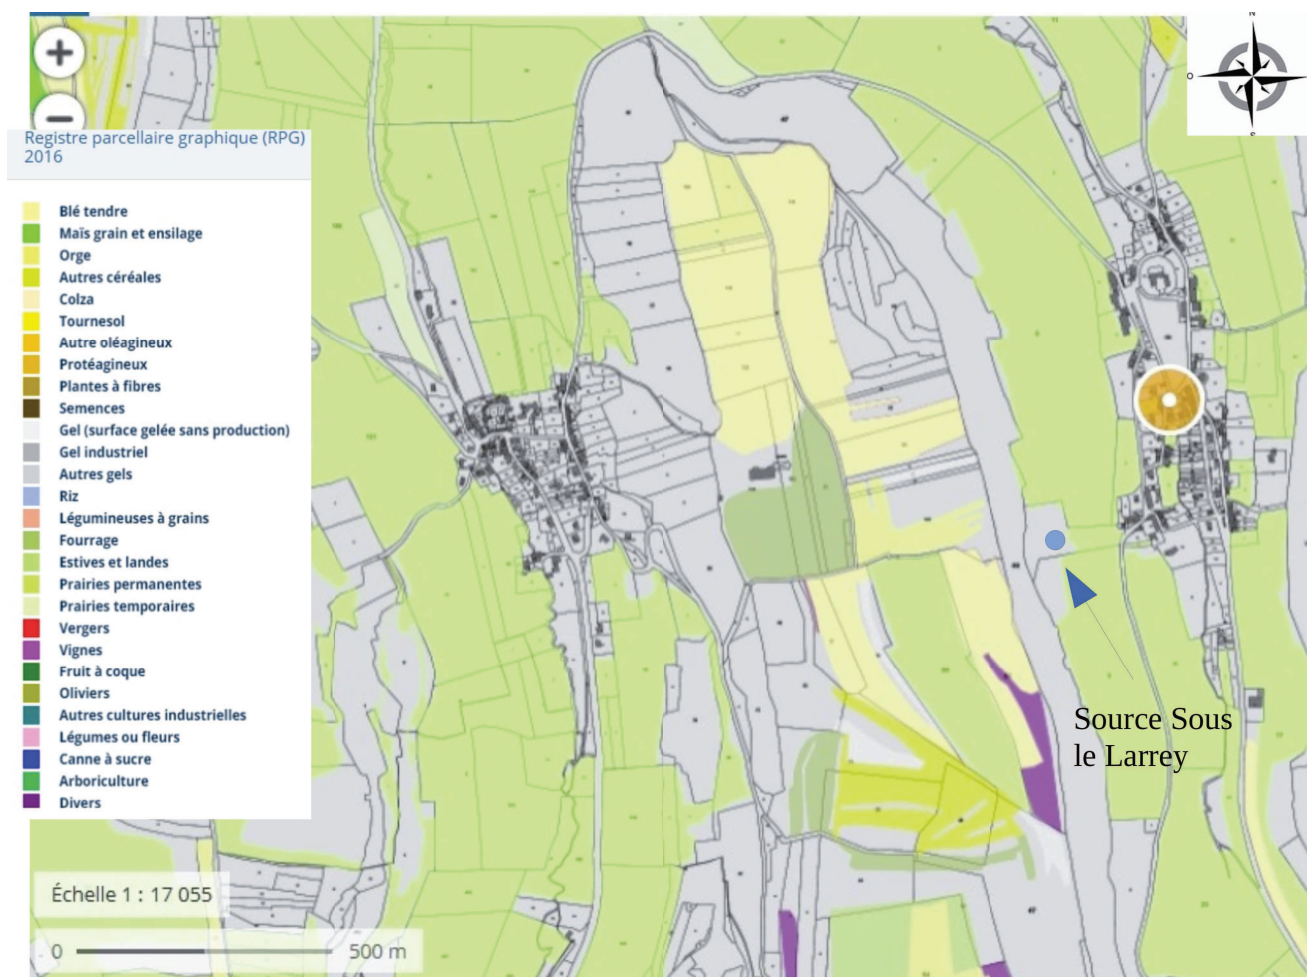 N
O
S
+
−
Registre parcellaire graphique (RPG)
2016
Blé tendre
Maïs grain et ensilage
Orge
Autres céréales
Colza
Tournesol
Autre oléagineux
Protéagineux
Plantes à fibres
Semences
Gel (surface gelée sans production)
Gel industriel
Autres gels
Riz
Légumineuses à grains
Fourrage
Estives et landes
Prairies permanentes
Prairies temporaires
Vergers
Vignes
Fruit à coque
Oliviers
Autres cultures industrielles
Légumes ou fleurs
Canne à sucre
Arboriculture
Divers
Source Sous
le Larrey
Échelle 1 : 17 055
0 500 m